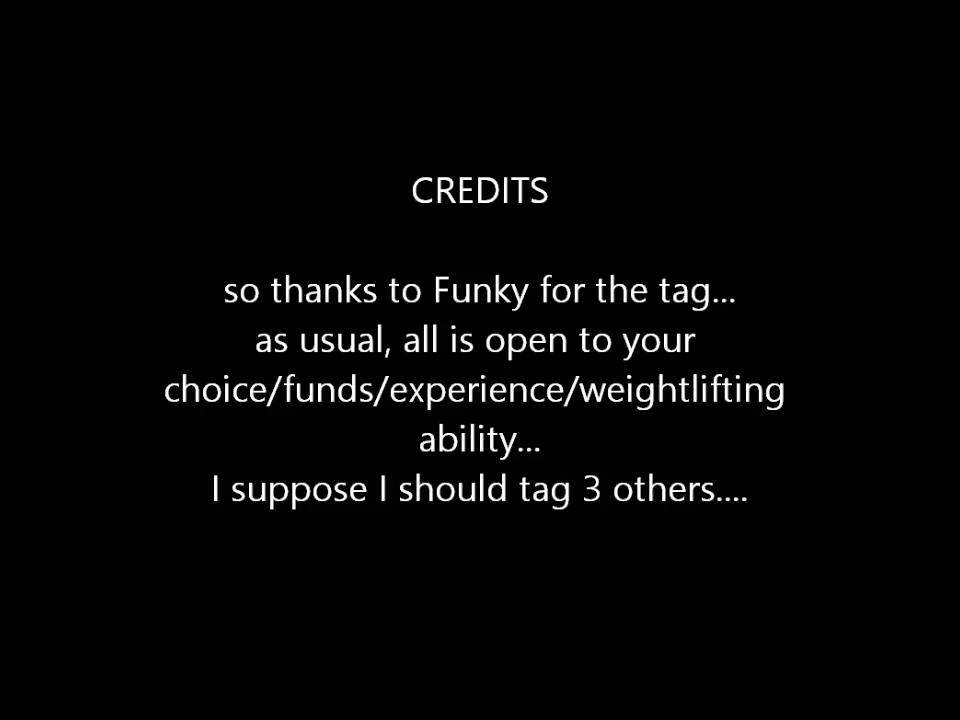 CREDITS
so thanks to Funky for the tag...
as usual, all is open to your
choice/funds/experience/weightlifting
ability...
I suppose I should tag 3 others....